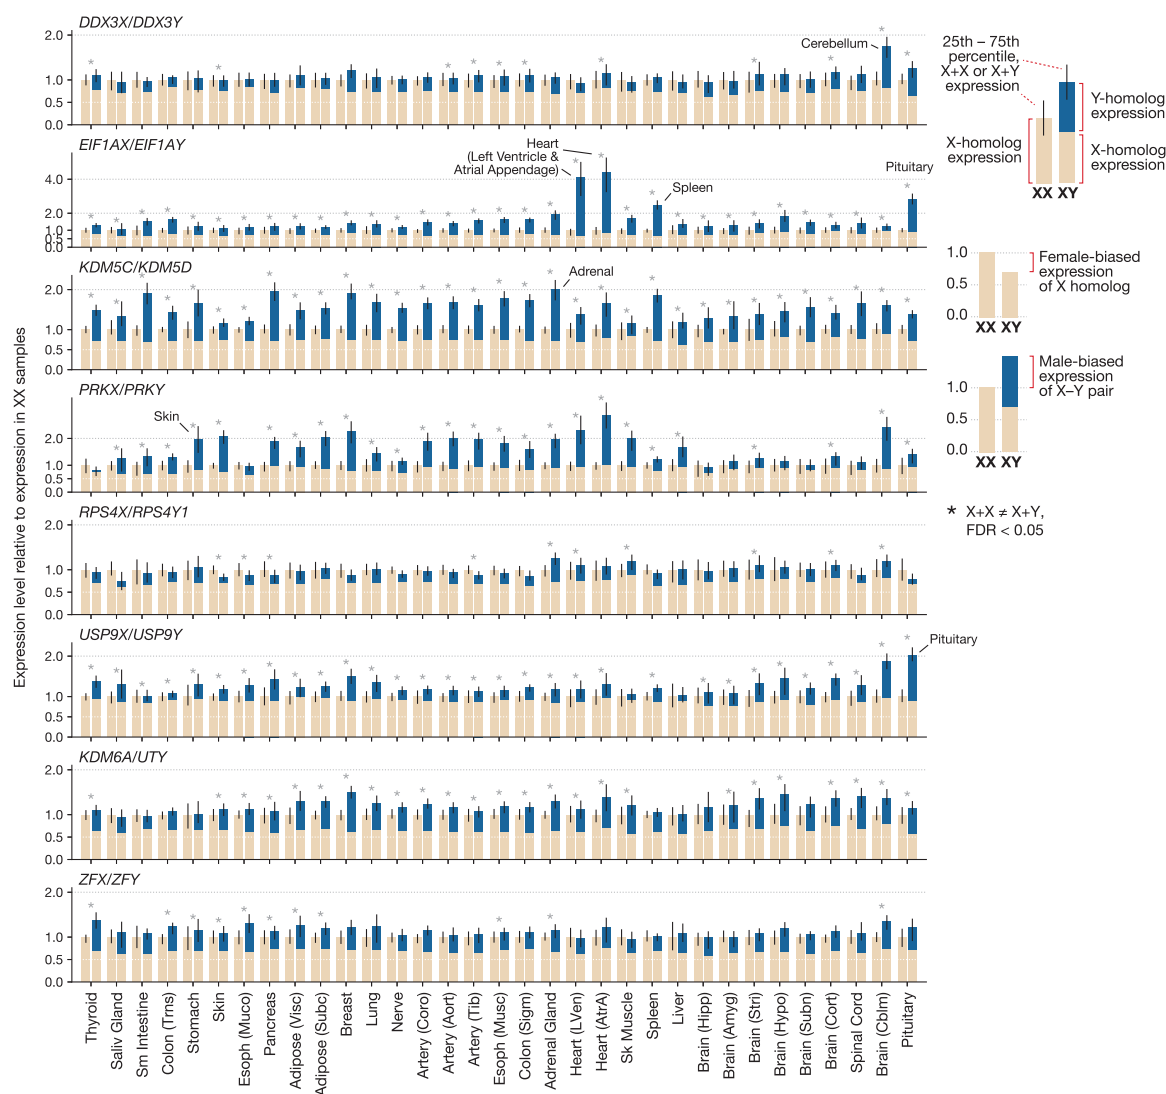 Expression level relative to expression in XX samples
DDX3X/DDX3Y
2.0
1.0
0.5
0.0
Cerebellum
EIF1AX/EIF1AY
4.0
2.0
1.0
0.5
0.0
Heart
(Left Ventricle &
Atrial Appendage)
Spleen
Pituitary
KDM5C/KDM5D
2.0
1.0
0.5
0.0
Adrenal
PRKX/PRKY
2.0
1.0
0.5
0.0
Skin
RPS4X/RPS4Y1
2.0
1.0
0.5
0.0
USP9X/USP9Y
2.0
1.0
0.5
0.0
Pituitary
KDM6A/UTY
2.0
1.0
0.5
0.0
ZFX/ZFY
2.0
1.0
0.5
0.0
Thyroid
Saliv Gland
Sm Intestine
Colon (Trns)
Stomach
Skin
Esoph (Muco)
Pancreas
Adipose (Visc)
Adipose (Subc)
Breast
Lung
Nerve
Artery (Coro)
Artery (Aort)
Artery (Tib)
Esoph (Musc)
Colon (Sigm)
Adrenal Gland
Heart (LVen)
Heart (AtrA)
Sk Muscle
Spleen
Liver
Brain (Hipp)
Brain (Amyg)
Brain (Stri)
Brain (Hypo)
Brain (Subn)
Brain (Cort)
Spinal Cord
Brain (Cblm)
Pituitary
25th – 75th
percentile,
X+X or X+Y
expression
X-homolog
expression
Y-homolog
expression
X-homolog
expression
XX XY
1.0
0.0
Female-biased
expression
of X homolog
XX XY
1.0
0.5
0.0
Male-biased
expression
of X–Y pair
XX XY
* X+X ≠ X+Y,
FDR < 0.05